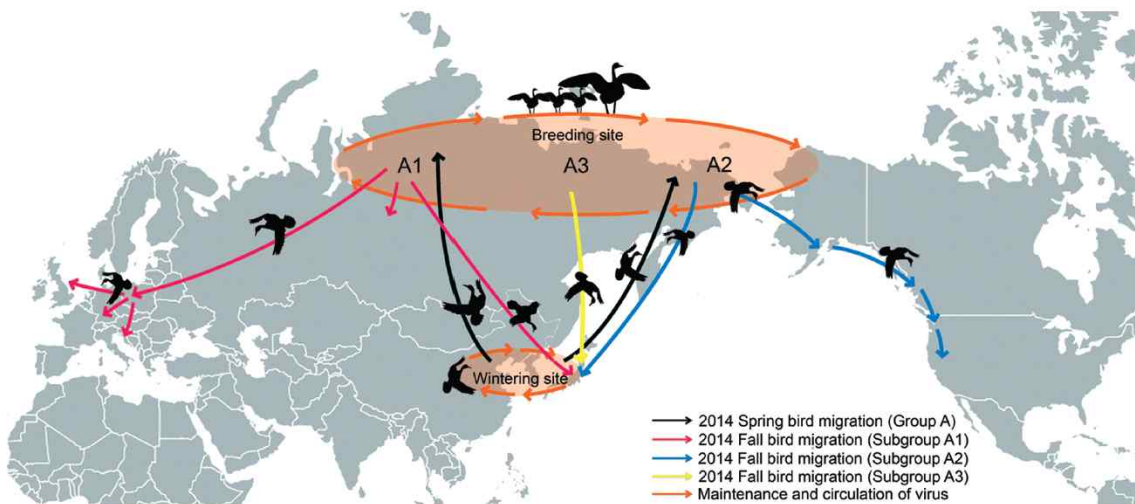 Breeding site
A1
A3
A2
Wintering site
2014 Spring bird migration (Group A)
2014 Fall bird migration (Subgroup A1)
2014 Fall bird migration (Subgroup A2)
2014 Fall bird migration (Subgroup A3)
Maintenance and circulation of virus